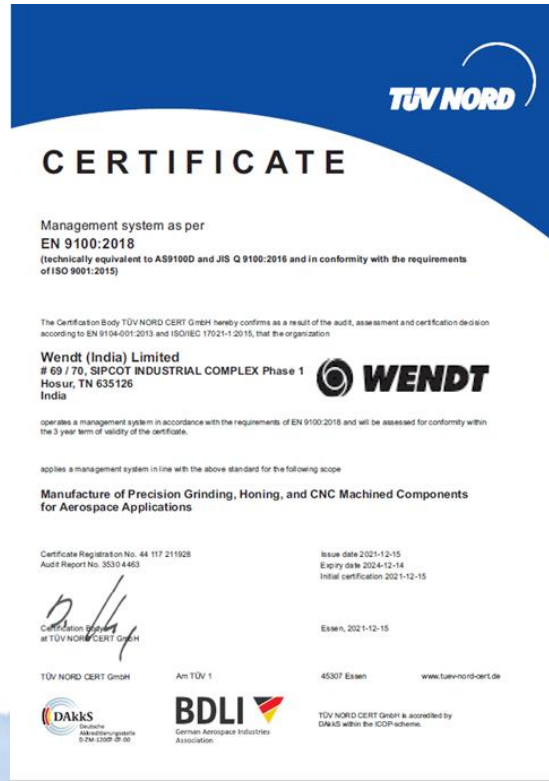 TÜV NORD
CERTIFICATE
Management system as per
EN 9100:2018
(technically equivalent to AS9100D and JIS Q 9100:2016 and in conformity with the requirements
of ISO 9001:2015)
The Certification Body TÜV NORD CERT GmbH hereby confirms as a result of the audit, assessment and certification decision
according to EN 9104-001:2013 and ISO/IEC 17021-1:2015, that the organization
Wendt (India) Limited
# 69 / 70, SIPCOT INDUSTRIAL COMPLEX Phase 1
Hosur, TN 635126
India
WENDT
operates a management system in accordance with the requirements of EN 9100:2018 and will be assessed for conformity within
the 3 year term of validity of the certificate.
applies a management system in line with the above standard for the following scope
Manufacture of Precision Grinding, Honing, and CNC Machined Components
for Aerospace Applications
Certificate Registration No. 44 117 211928
Audit Report No. 3530 4463
Issue date 2021-12-15
Expiry date 2024-12-14
Initial certification 2021-12-15
Certification Body
at TÜV NORD CERT GmbH
Essen, 2021-12-15
TÜV NORD CERT GmbH
Am TÜV 1
45307 Essen
www.tuev-nord-cert.de
DAkkS
Deutsche
Akkreditierungsstelle
BDLI
German Aerospace Industries
Association
TÜV NORD CERT GmbH is accredited by
DAkkS within the ICOP-scheme.